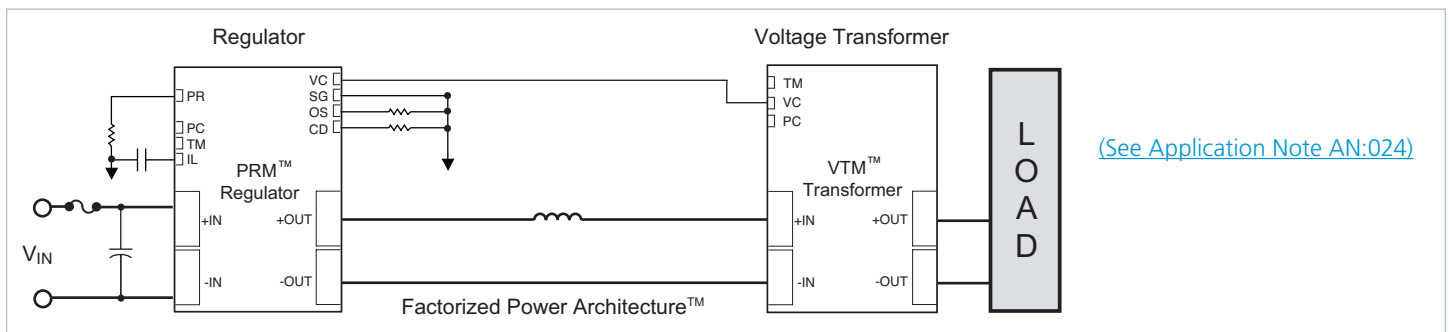 Regulator
Voltage Transformer
VC
SG
OS
CD
PR
PC
TM
IL
PRM™
Regulator
+IN
-IN
+OUT
-OUT
VIN
Factorized Power Architecture™
TM
VC
PC
VTM™
Transformer
+IN
-IN
+OUT
-OUT
LOAD
(See Application Note AN:024)